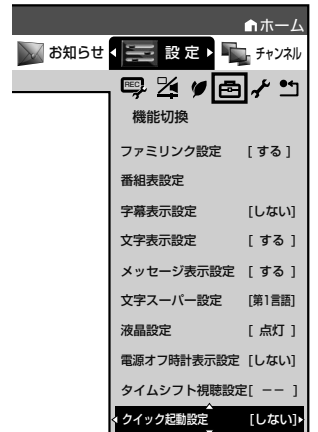 ホーム
お知らせ 設定 チャンネル
REC
機能切換
ファミリンク設定 [する]
番組表設定
字幕表示設定 [しない]
文字表示設定 [する]
メッセージ表示設定 [する]
文字スーパー設定 [第1言語]
液晶設定 [点灯]
電源オフ時計表示設定 [しない]
タイムシフト視聴設定[ーー]
クイック起動設定 [しない]